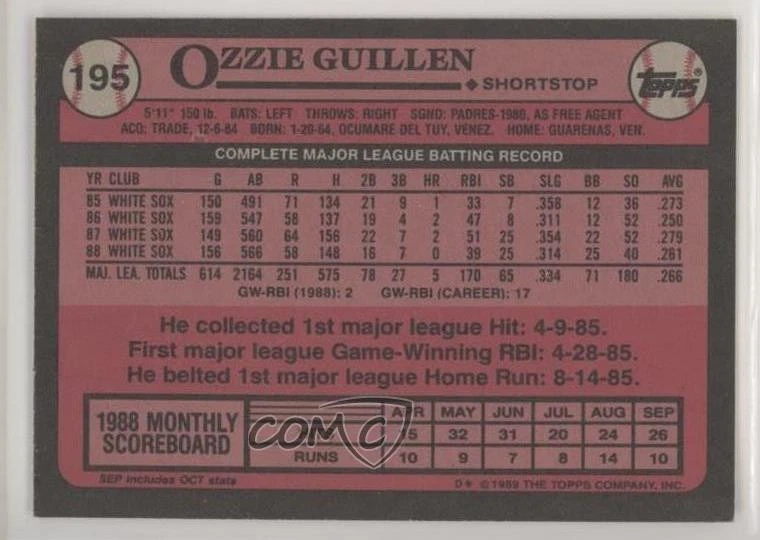 195
OZZIE GUILLEN
◆ SHORTSTOP
TOPPS®
5'11" 150 lb. BATS: LEFT THROWS: RIGHT SGND: PADRES-1980, AS FREE AGENT
ACQ: TRADE, 12-6-84 BORN: 1-20-64, OCUMARE DEL TUY, VENEZ. HOME: GUARENAS, VEN.
COMPLETE MAJOR LEAGUE BATTING RECORD
YR CLUB G AB R H 2B 3B HR RBI SB SLG BB SO AVG
85 WHITE SOX 150 491 71 134 21 9 1 33 7 .358 12 36 .273
86 WHITE SOX 159 547 58 137 19 4 2 47 8 .311 12 52 .250
87 WHITE SOX 149 560 64 156 22 7 2 51 25 .354 22 52 .279
88 WHITE SOX 156 566 58 148 16 7 0 39 25 .314 25 40 .261
MAJ. LEA. TOTALS 614 2164 251 575 78 27 5 170 65 .334 71 180 .266
GW-RBI (1988): 2 GW-RBI (CAREER): 17
He collected 1st major league Hit: 4-9-85.
First major league Game-Winning RBI: 4-28-85.
He belted 1st major league Home Run: 8-14-85.
1988 MONTHLY
SCOREBOARD
APR MAY JUN JUL AUG SEP
32 31 20 24 26
RUNS 10 9 7 8 14 10
COMC
SEP includes OCT stats
D* © 1989 THE TOPPS COMPANY, INC.